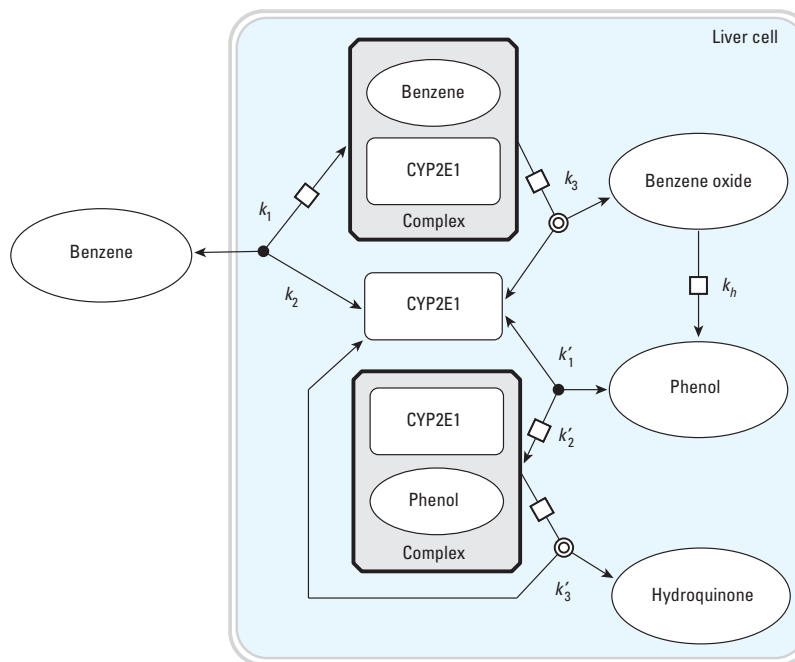 Liver cell
Benzene
CYP2E1
Complex
k₁
k₃
Benzene oxide
Benzene
k₂
CYP2E1
kₕ
k′₁
Phenol
CYP2E1
k′₂
Phenol
Complex
k′₃
Hydroquinone